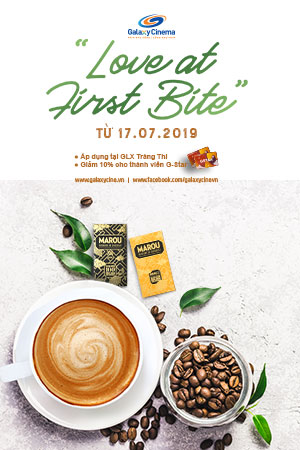 Galaxy Cinema
"Love at
First Bite"
TỪ 17.07.2019
• Áp dụng tại GLX Tràng Thi
• Giảm 10% cho thành viên G-Star
www.galaxycine.vn | www.facebook.com/galaxycinevn
MAROU
MAROU